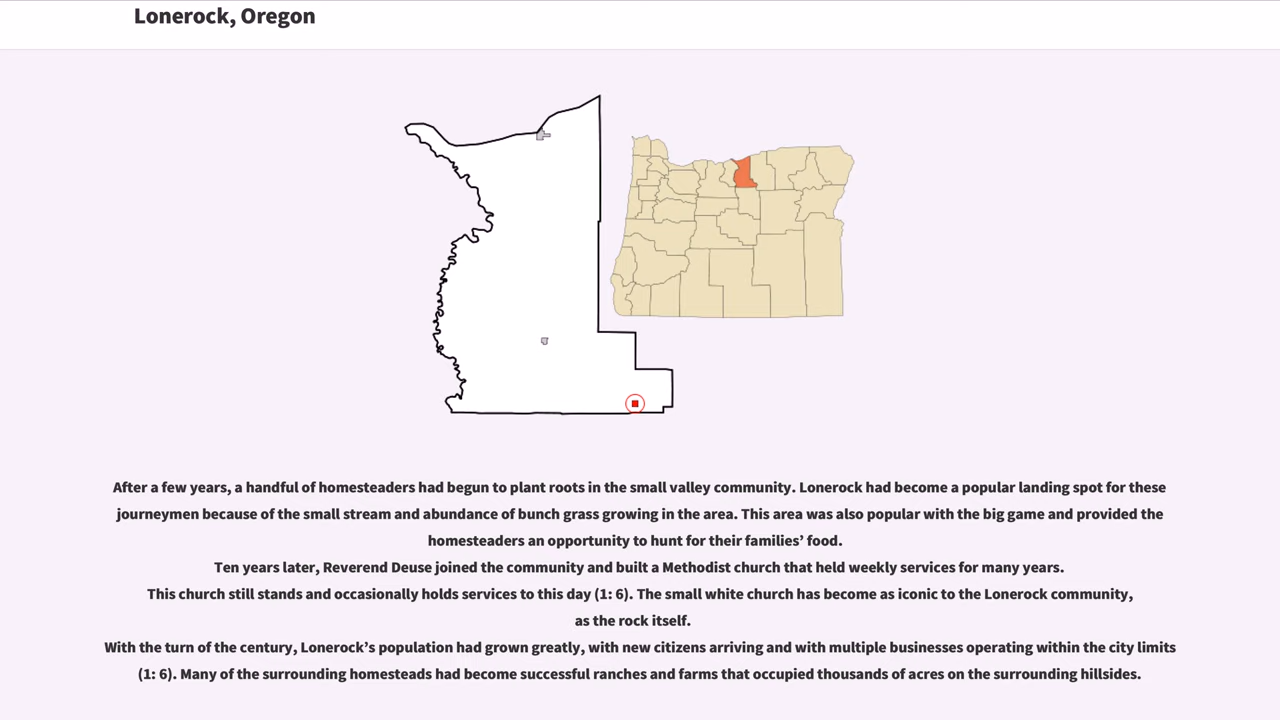 Lonerock, Oregon
After a few years, a handful of homesteaders had begun to plant roots in the small valley community. Lonerock had become a popular landing spot for these
journeymen because of the small stream and abundance of bunch grass growing in the area. This area was also popular with the big game and provided the
homesteaders an opportunity to hunt for their families’ food.
Ten years later, Reverend Deuse joined the community and built a Methodist church that held weekly services for many years.
This church still stands and occasionally holds services to this day (1: 6). The small white church has become as iconic to the Lonerock community,
as the rock itself.
With the turn of the century, Lonerock’s population had grown greatly, with new citizens arriving and with multiple businesses operating within the city limits
(1: 6). Many of the surrounding homesteads had become successful ranches and farms that occupied thousands of acres on the surrounding hillsides.